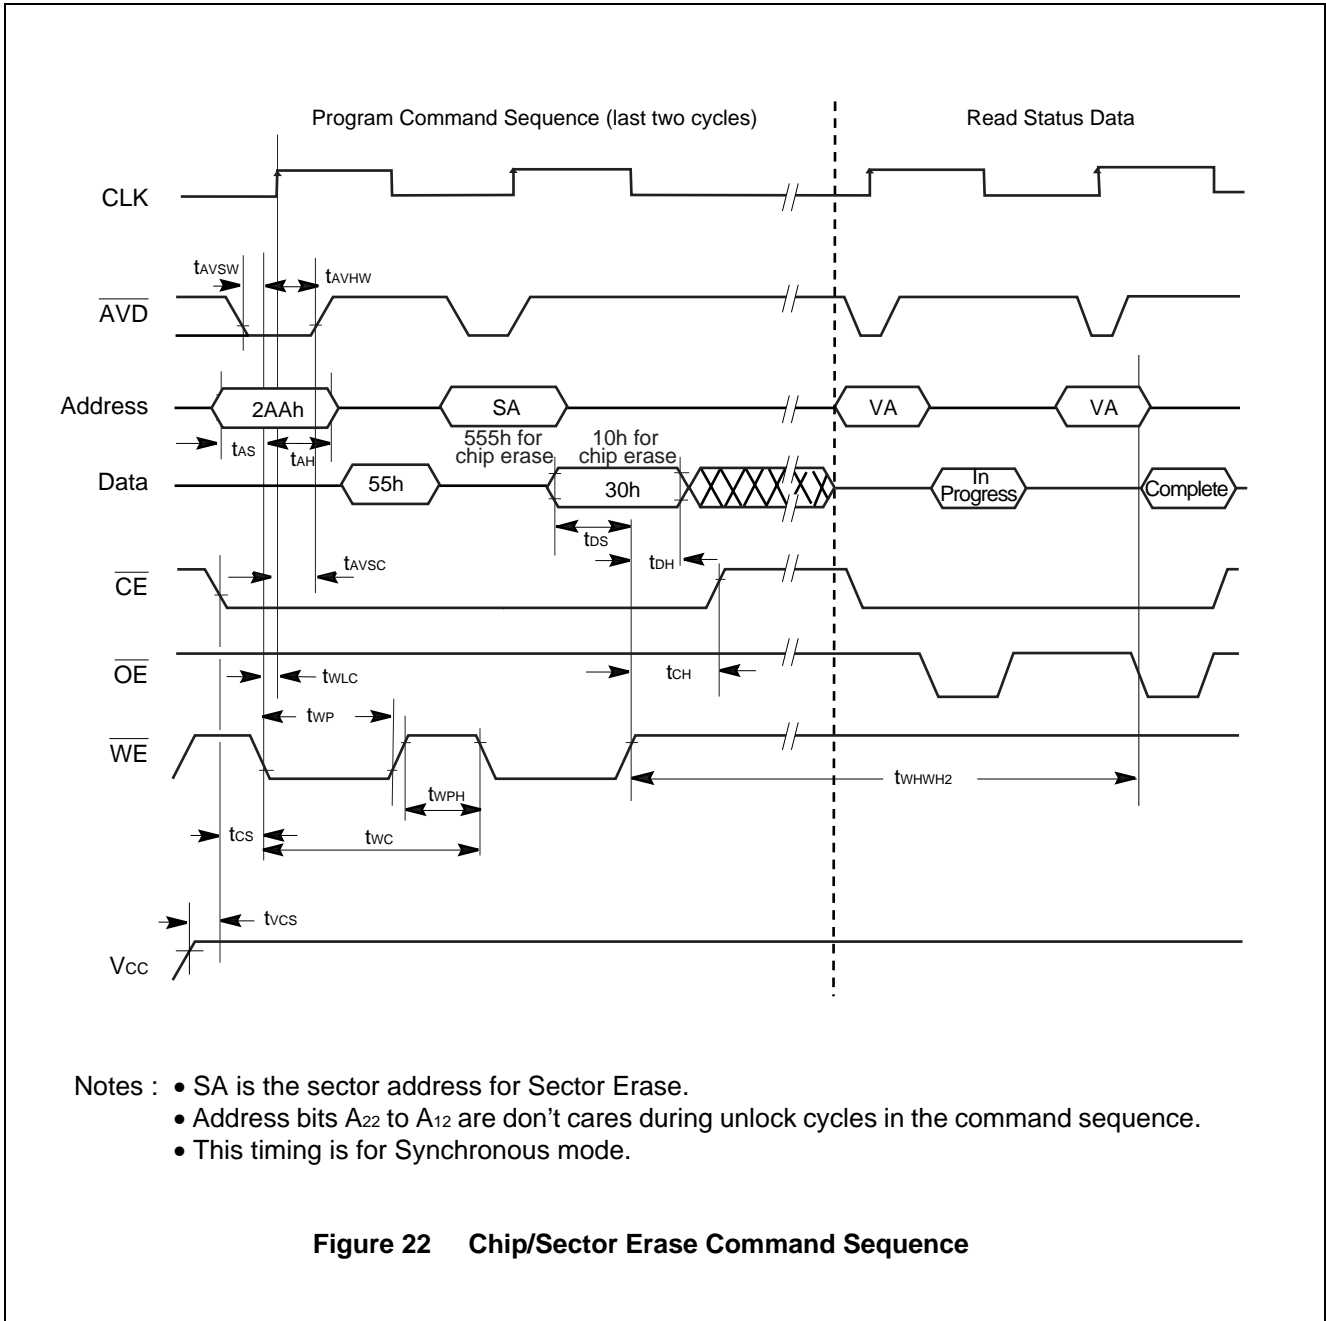 Program Command Sequence (last two cycles)
Read Status Data
CLK
tAVSW
tAVHW
AVD
Address
2AAh
SA
VA
VA
tAS
tAH
555h for
chip erase
10h for
chip erase
Data
55h
30h
In
Progress
Complete
tDS
tDH
tAVSC
CE
OE
tWLC
tCH
tWP
WE
tWPH
tWHWH2
tCS
tWC
tVCS
VCC
Notes : • SA is the sector address for Sector Erase.
• Address bits A22 to A12 are don't cares during unlock cycles in the command sequence.
• This timing is for Synchronous mode.
Figure 22 Chip/Sector Erase Command Sequence